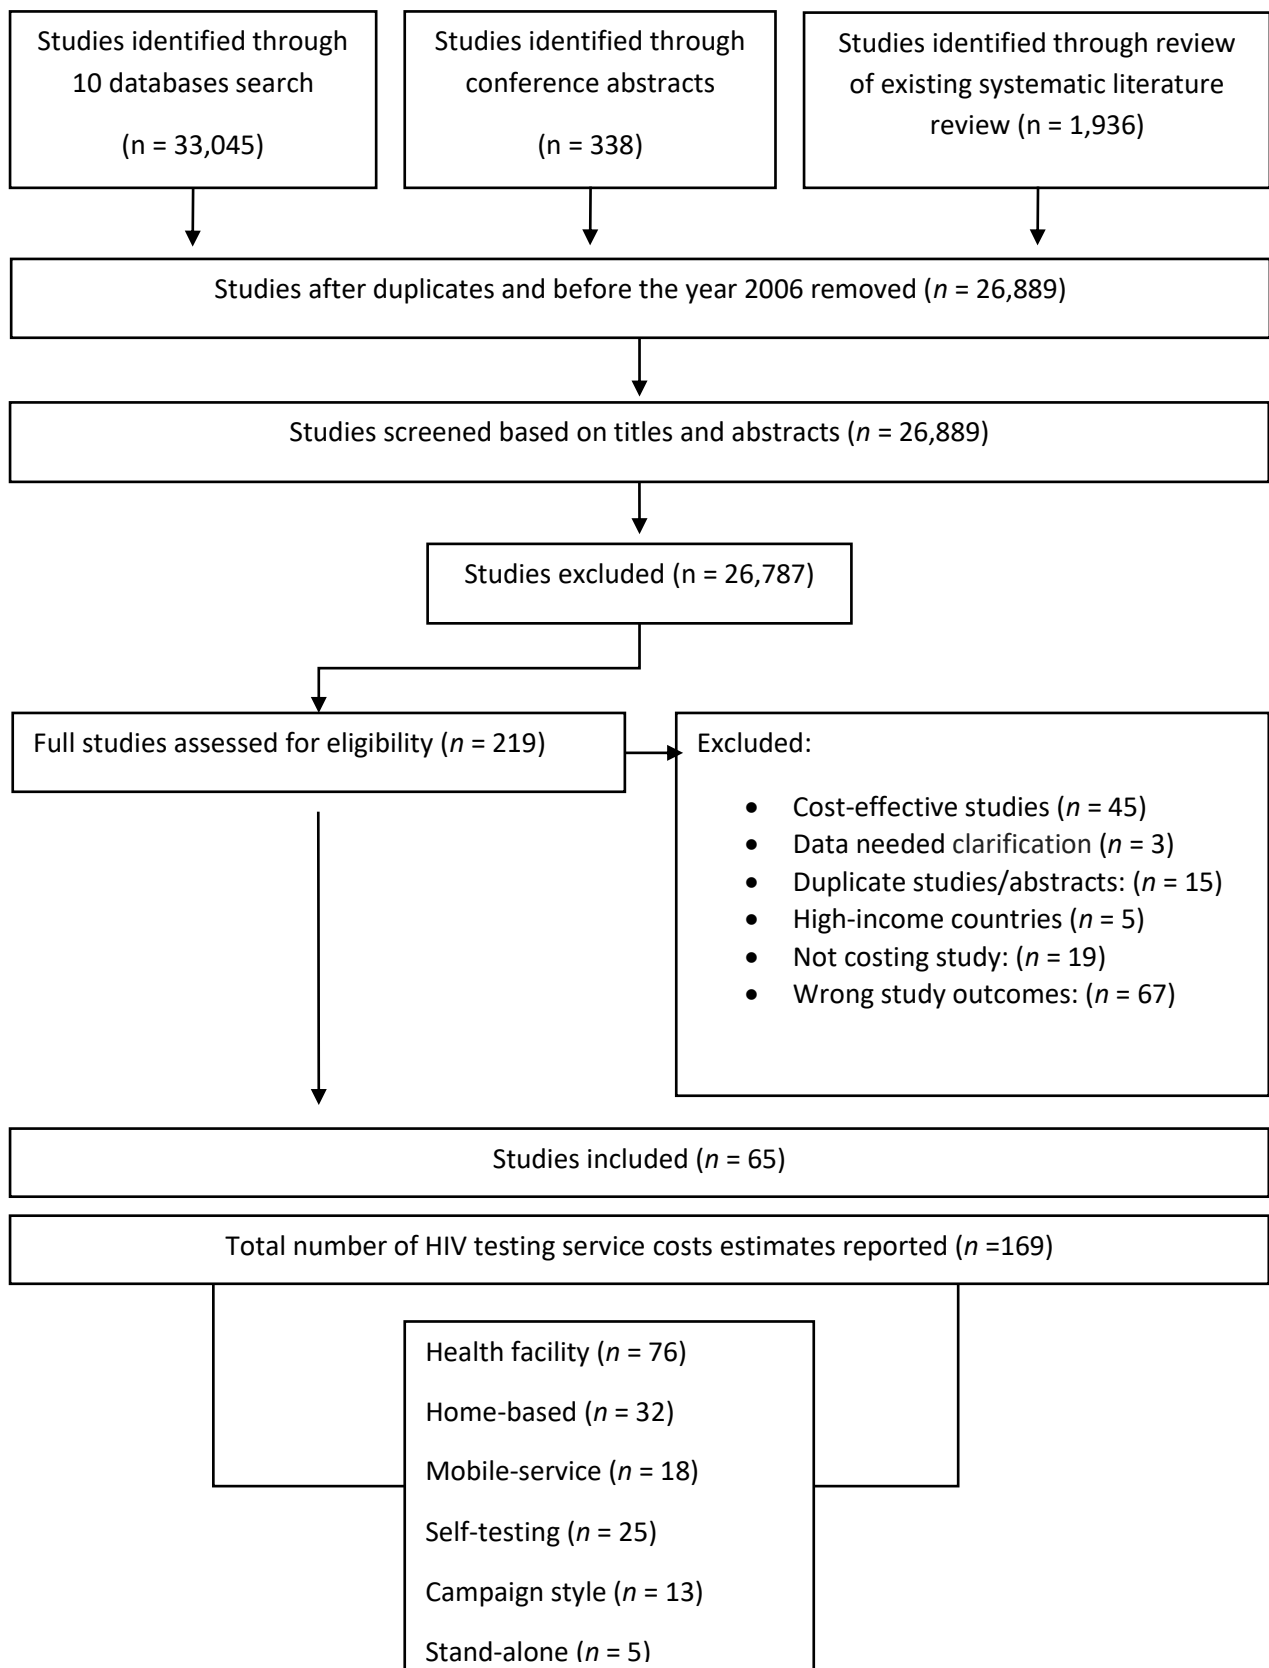 Studies identified through
10 databases search
(n = 33,045)
Studies identified through
conference abstracts
(n = 338)
Studies identified through review
of existing systematic literature
review (n = 1,936)
Studies after duplicates and before the year 2006 removed (n = 26,889)
Studies screened based on titles and abstracts (n = 26,889)
Studies excluded (n = 26,787)
Full studies assessed for eligibility (n = 219)
Excluded:
• Cost-effective studies (n = 45)
• Data needed clarification (n = 3)
• Duplicate studies/abstracts: (n = 15)
• High-income countries (n = 5)
• Not costing study: (n = 19)
• Wrong study outcomes: (n = 67)
Studies included (n = 65)
Total number of HIV testing service costs estimates reported (n =169)
Health facility (n = 76)
Home-based (n = 32)
Mobile-service (n = 18)
Self-testing (n = 25)
Campaign style (n = 13)
Stand-alone (n = 5)